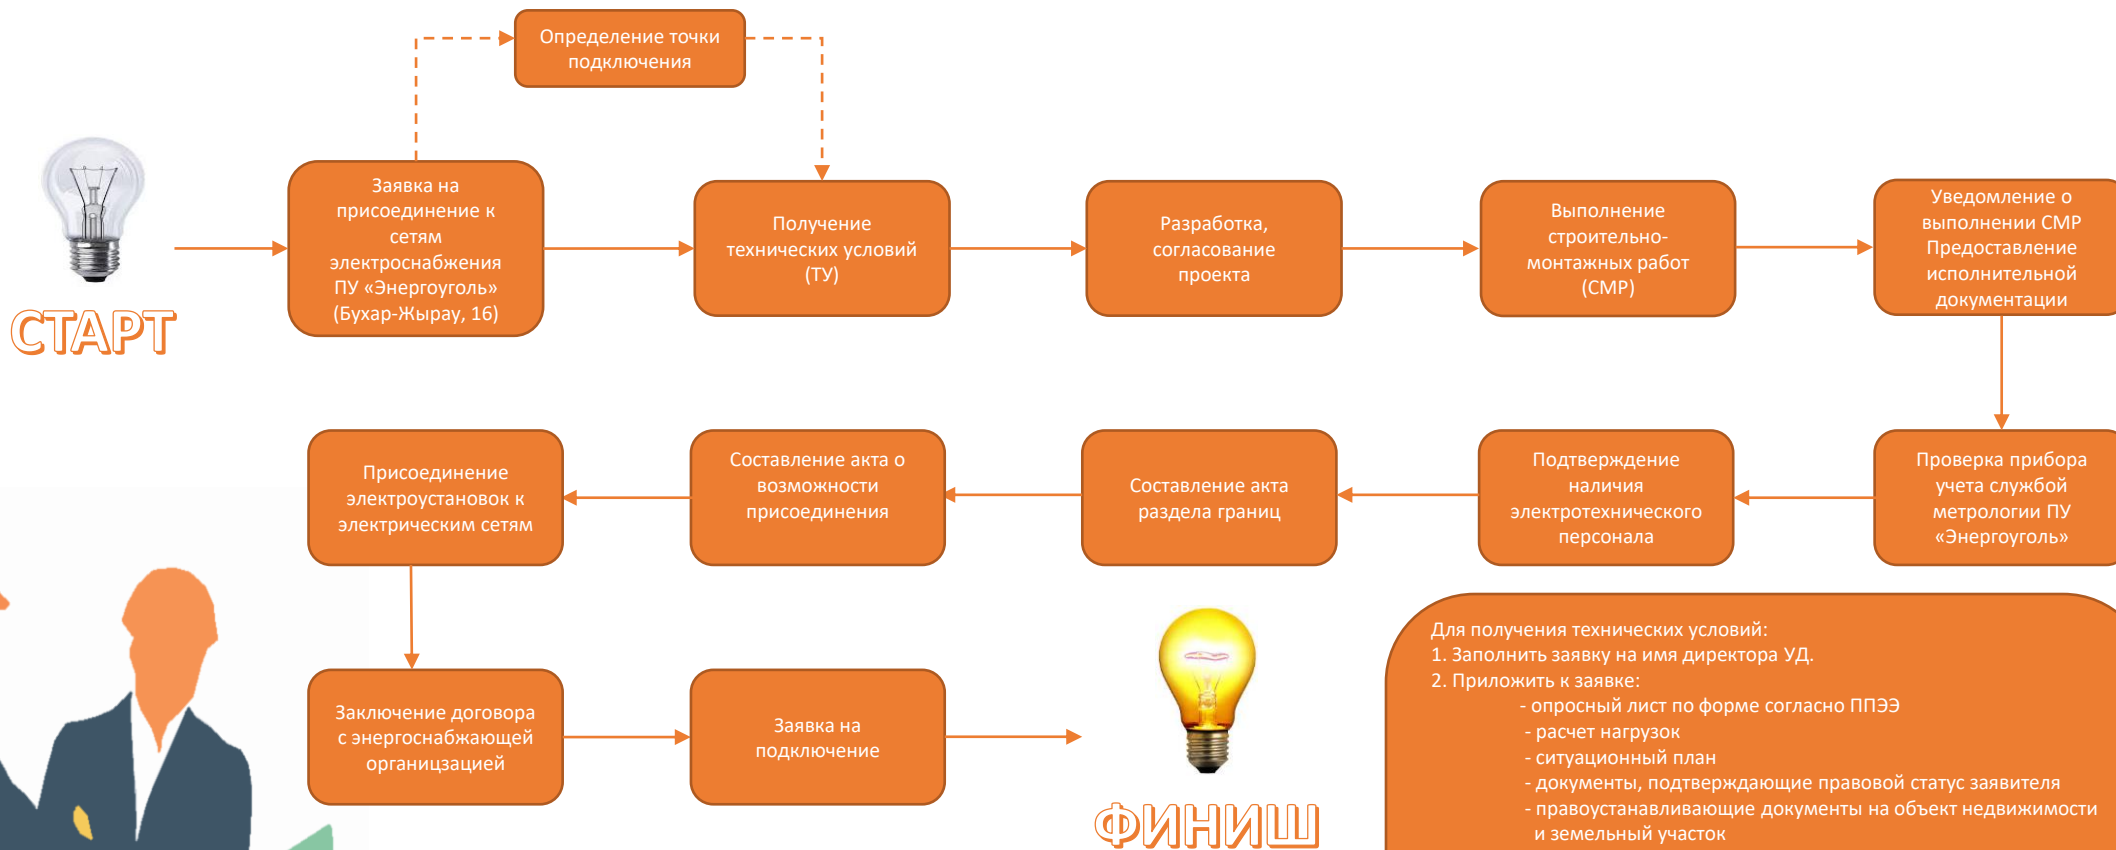 Определение точки
подключения
Заявка на
присоединение к
сетям
электроснабжения
ПУ «Энергоуголь»
(Бухар-Жырау, 16)
Получение
технических условий
(ТУ)
Разработка,
согласование
проекта
Выполнение
строительно-
монтажных работ
(СМР)
Уведомление о
выполнении СМР
Предоставление
исполнительной
документации
СТАРТ
Присоединение
электроустановок к
электрическим сетям
Составление акта о
возможности
присоединения
Составление акта
раздела границ
Подтверждение
наличия
электротехнического
персонала
Проверка прибора
учета службой
метрологии ПУ
«Энергоуголь»
Заключение договора
с энергоснабжающей
органицзацией
Заявка на
подключение
ФИНИШ
Для получения технических условий:
1. Заполнить заявку на имя директора УД.
2. Приложить к заявке:
- опросный лист по форме согласно ППЭЭ
- расчет нагрузок
- ситуационный план
- документы, подтверждающие правовой статус заявителя
- правоустанавливающие документы на объект недвижимости
и земельный участок